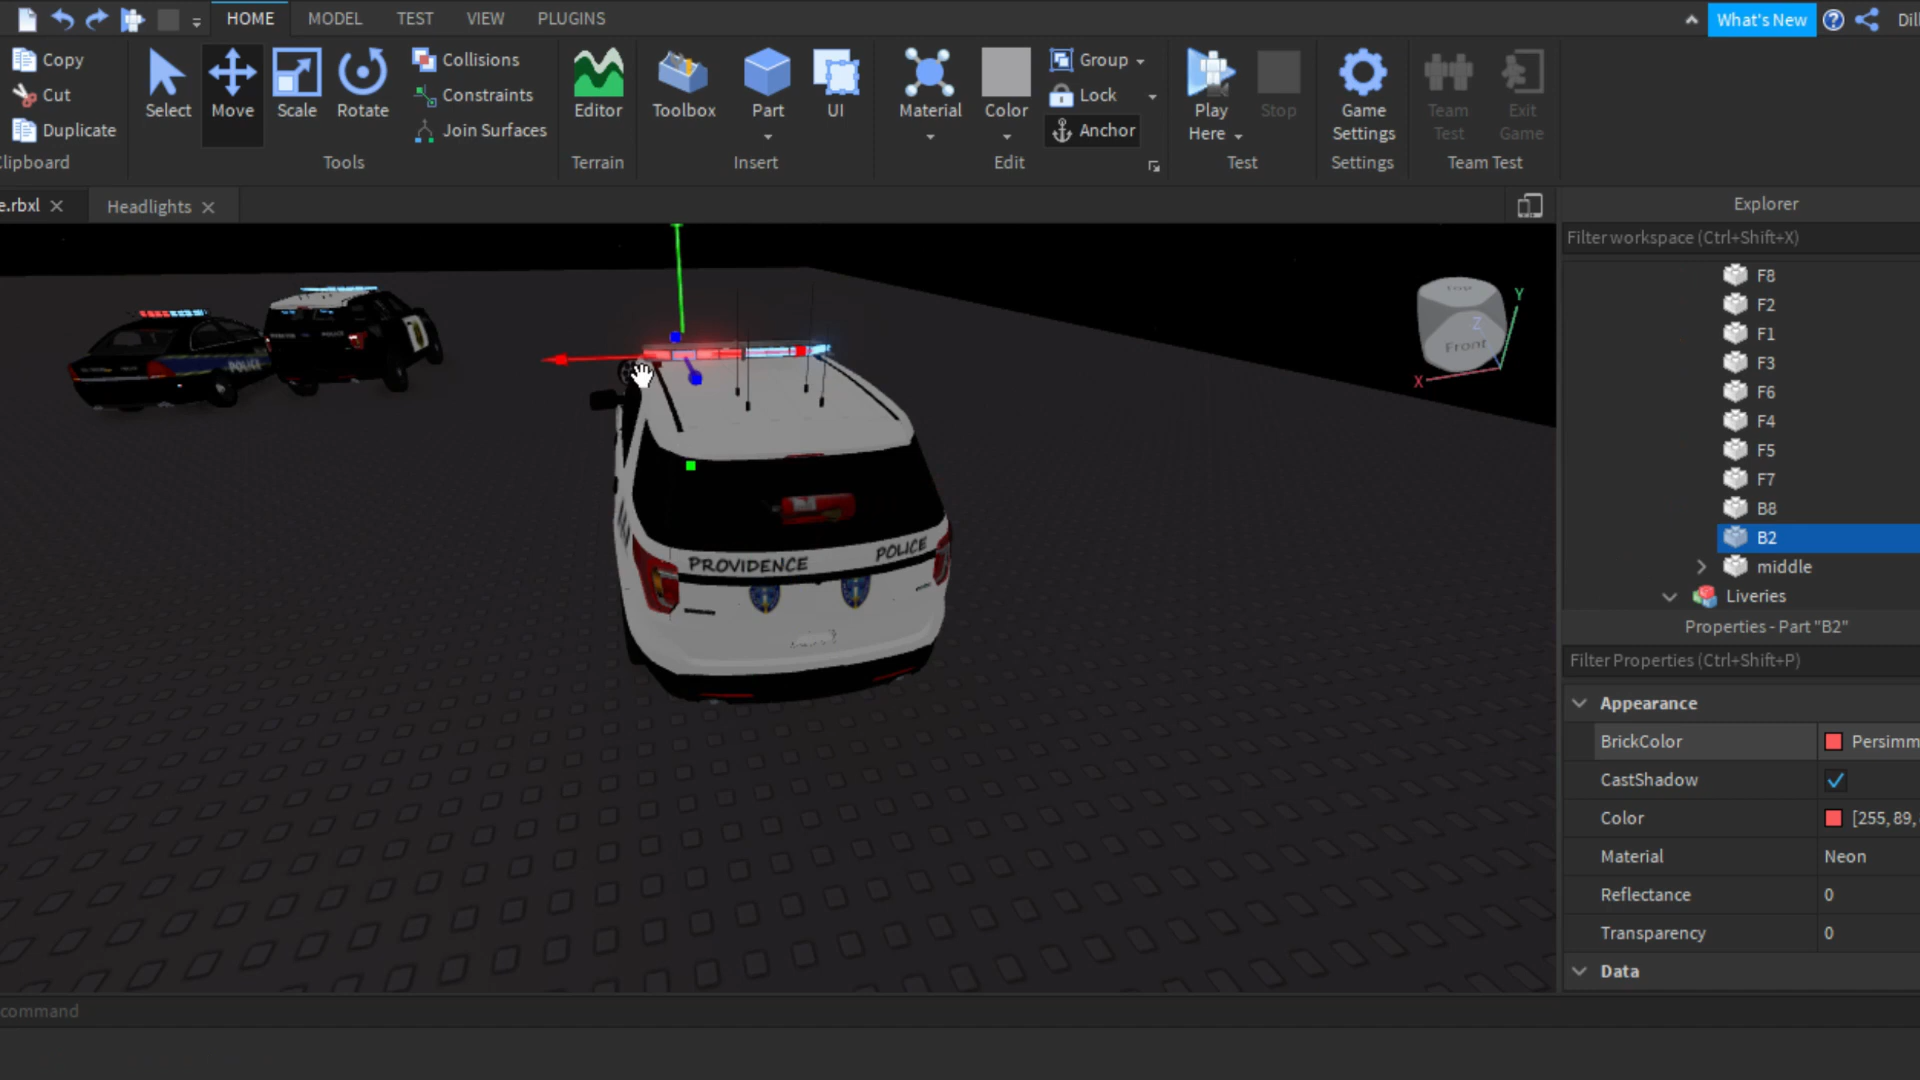 HOME MODEL TEST VIEW PLUGINS What's New Dill
Copy
Cut
Duplicate
Select Move Scale Rotate
Collisions
Constraints
Join Surfaces
Editor Toolbox Part UI Material Color
Group
Lock
Anchor
Play Here Stop Game Settings Team Test Exit Game
lipboard Tools Terrain Insert Edit Test Settings Team Test
e.rbxl Headlights
Explorer
Filter workspace (Ctrl+Shift+X)
F8
F2
F1
F3
F6
F4
F5
F7
B8
B2
middle
Liveries
Properties - Part "B2"
Filter Properties (Ctrl+Shift+P)
Appearance
BrickColor Persimm
CastShadow
Color [255, 89,
Material Neon
Reflectance 0
Transparency 0
Data
Front
X
Y
Z
POLICE
PROVIDENCE POLICE
command